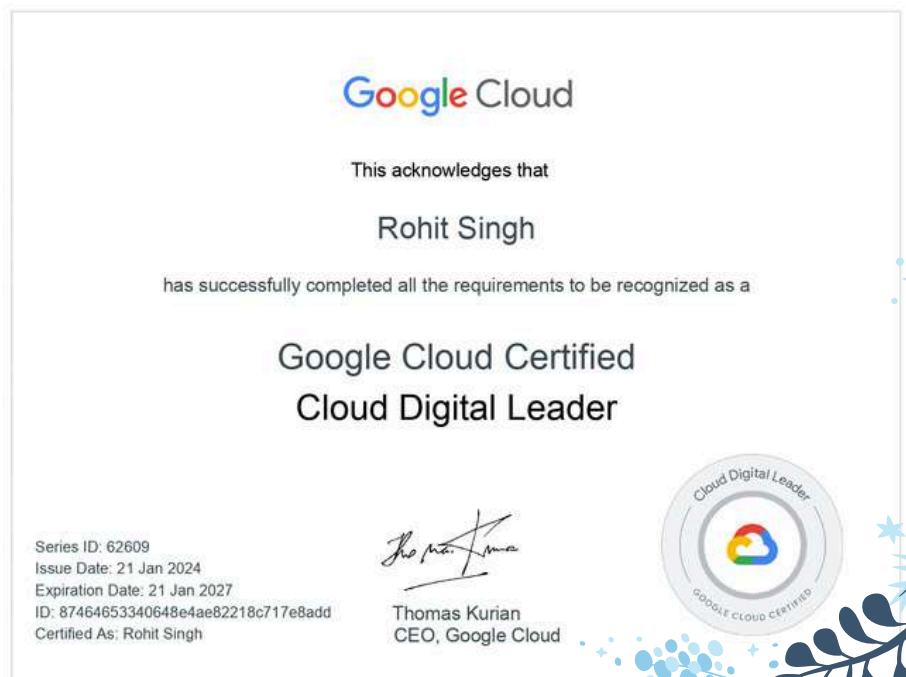 Google Cloud
This acknowledges that
Rohit Singh
has successfully completed all the requirements to be recognized as a
Google Cloud Certified
Cloud Digital Leader
Cloud Digital Leader
GOOGLE CLOUD CERTIFIED
Series ID: 62609
Issue Date: 21 Jan 2024
Expiration Date: 21 Jan 2027
ID: 87464653340648e4ae82218c717e8add
Certified As: Rohit Singh
Thomas Kurian
CEO, Google Cloud